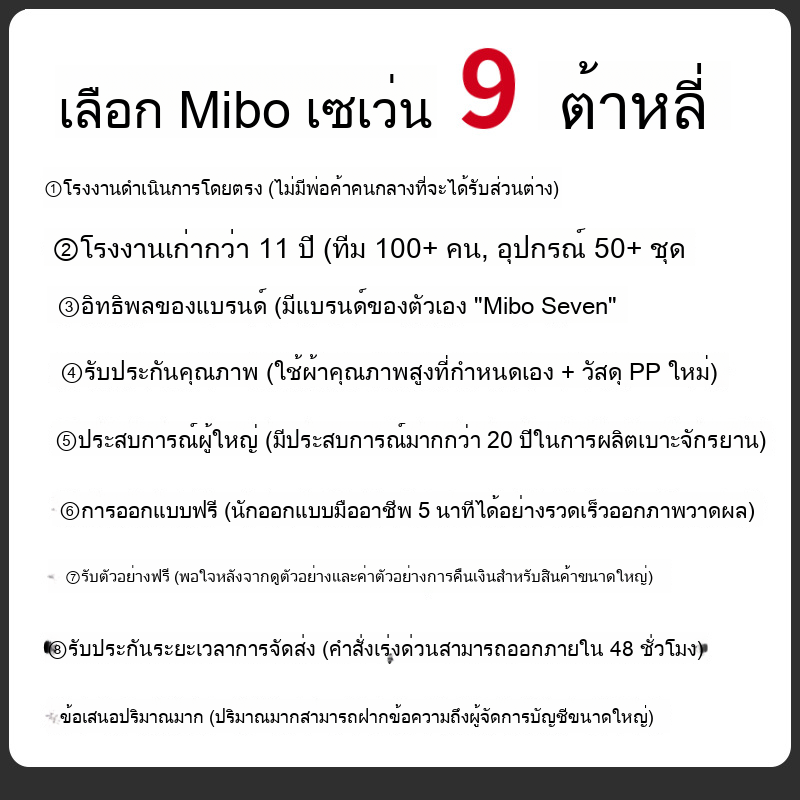 เลือก Mibo เซเว่น 9 ต้าหลี่
①โรงงานดำเนินการโดยตรง (ไม่มีพ่อค้าคนกลางที่จะได้รับส่วนต่าง)
②โรงงานเก่ากว่า 11 ปี (ทีม 100+ คน, อุปกรณ์ 50+ ชุด
③อิทธิพลของแบรนด์ (มีแบรนด์ของตัวเอง "Mibo Seven"
④รับประกันคุณภาพ (ใช้ผ้าคุณภาพสูงที่กำหนดเอง + วัสดุ PP ใหม่)
⑤ประสบการณ์ผู้ใหญ่ (มีประสบการณ์มากกว่า 20 ปีในการผลิตเบาะจักรยาน)
⑥การออกแบบฟรี (นักออกแบบมืออาชีพ 5 นาทีได้อย่างรวดเร็วออกภาพวาดผล)
⑦รับตัวอย่างฟรี (พอใจหลังจากดูตัวอย่างและค่าตัวอย่างการคืนเงินสำหรับสินค้าขนาดใหญ่)
⑧รับประกันระยะเวลาการจัดส่ง (คำสั่งเร่งด่วนสามารถออกภายใน 48 ชั่วโมง)
ข้อเสนอปริมาณมาก (ปริมาณมากสามารถฝากข้อความถึงผู้จัดการบัญชีขนาดใหญ่)